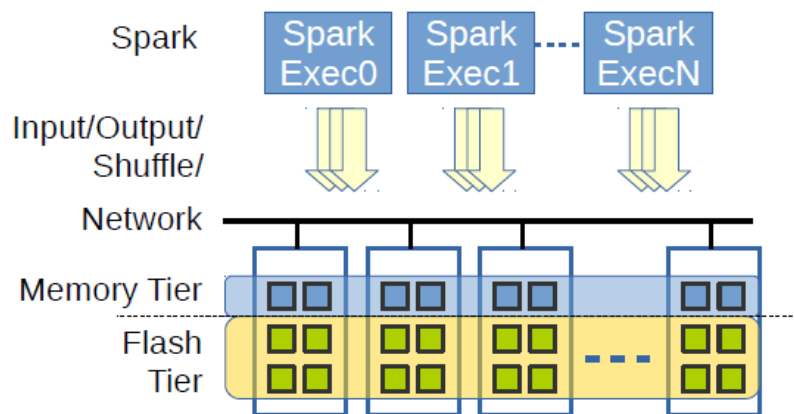 Spark
Spark
Exec0
Spark
Exec1
Spark
ExecN
Input/Output/
Shuffle/
Network
Memory Tier
Flash
Tier